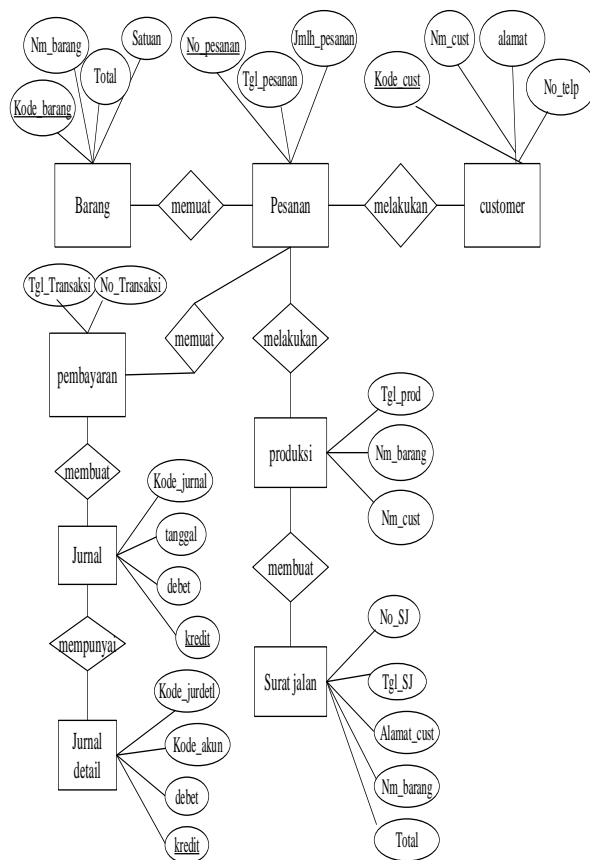 Nm_barang
Total
Satuan
Kode_barang
No_pesanan
Tgl_pesanan
Jmlh_pesanan
Kode_cust
Nm_cust
alamat
No_telp
Barang
memuat
Pesanan
melakukan
customer
Tgl_Transaksi
No_Transaksi
memuat
pembayaran
melakukan
membuat
produksi
Tgl_prod
Nm_barang
Nm_cust
Jurnal
Kode_jurnal
tanggal
debet
kredit
membuat
mempunyai
Surat jalan
No_SJ
Tgl_SJ
Alamat_cust
Nm_barang
Total
Jurnal
detail
Kode_jurdetl
Kode_akun
debet
kredit